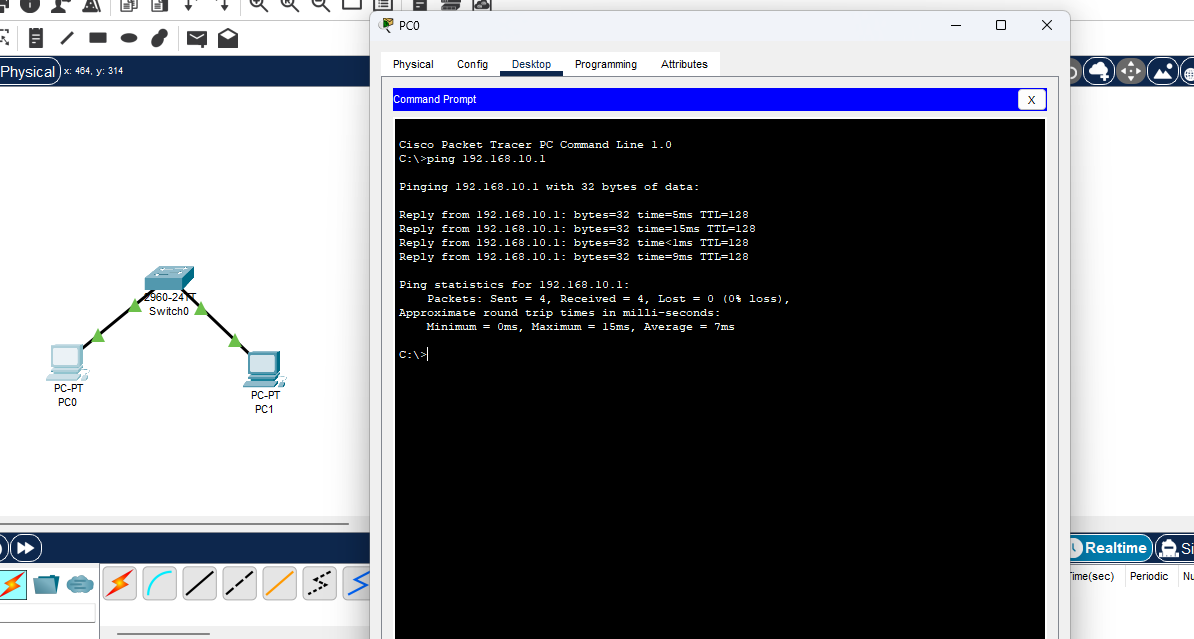 PC0
Physical
x: 464, y: 314
Physical Config Desktop Programming Attributes
Command Prompt
X
Cisco Packet Tracer PC Command Line 1.0
C:\>ping 192.168.10.1
Pinging 192.168.10.1 with 32 bytes of data:
Reply from 192.168.10.1: bytes=32 time=5ms TTL=128
Reply from 192.168.10.1: bytes=32 time=15ms TTL=128
Reply from 192.168.10.1: bytes=32 time<1ms TTL=128
Reply from 192.168.10.1: bytes=32 time=9ms TTL=128
Ping statistics for 192.168.10.1:
Packets: Sent = 4, Received = 4, Lost = 0 (0% loss),
Approximate round trip times in milli-seconds:
Minimum = 0ms, Maximum = 15ms, Average = 7ms
C:\>
2960-24TT
Switch0
PC-PT
PC0
PC-PT
PC1
Realtime
Time(sec) Periodic